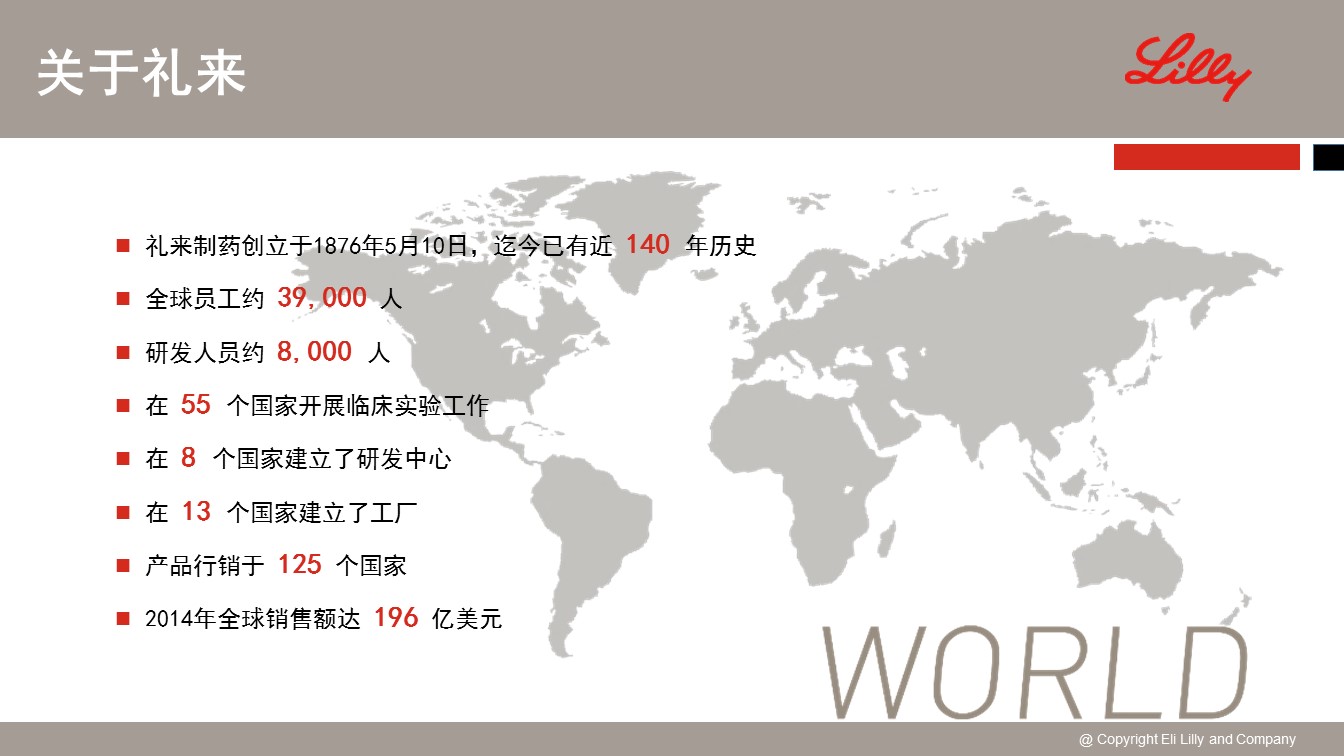 关于礼来
Lilly
礼来制药创立于1876年5月10日，迄今已有近 140 年历史
全球员工约 39,000 人
研发人员约 8,000 人
在 55 个国家开展临床实验工作
在 8 个国家建立了研发中心
在 13 个国家建立了工厂
产品行销于 125 个国家
2014年全球销售额达 196 亿美元
WORLD
@ Copyright Eli Lilly and Company